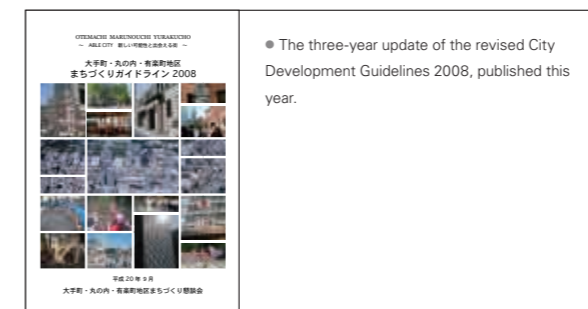 OTEMACHI MARUNOUCHI YURAKUCHO
～ ABLE CITY 新しい可能性と出会える街 ～
大手町・丸の内・有楽町地区
まちづくりガイドライン 2008
平成 20 年 9 月
大手町・丸の内・有楽町地区まちづくり懇談会
● The three-year update of the revised City
Development Guidelines 2008, published this
year.